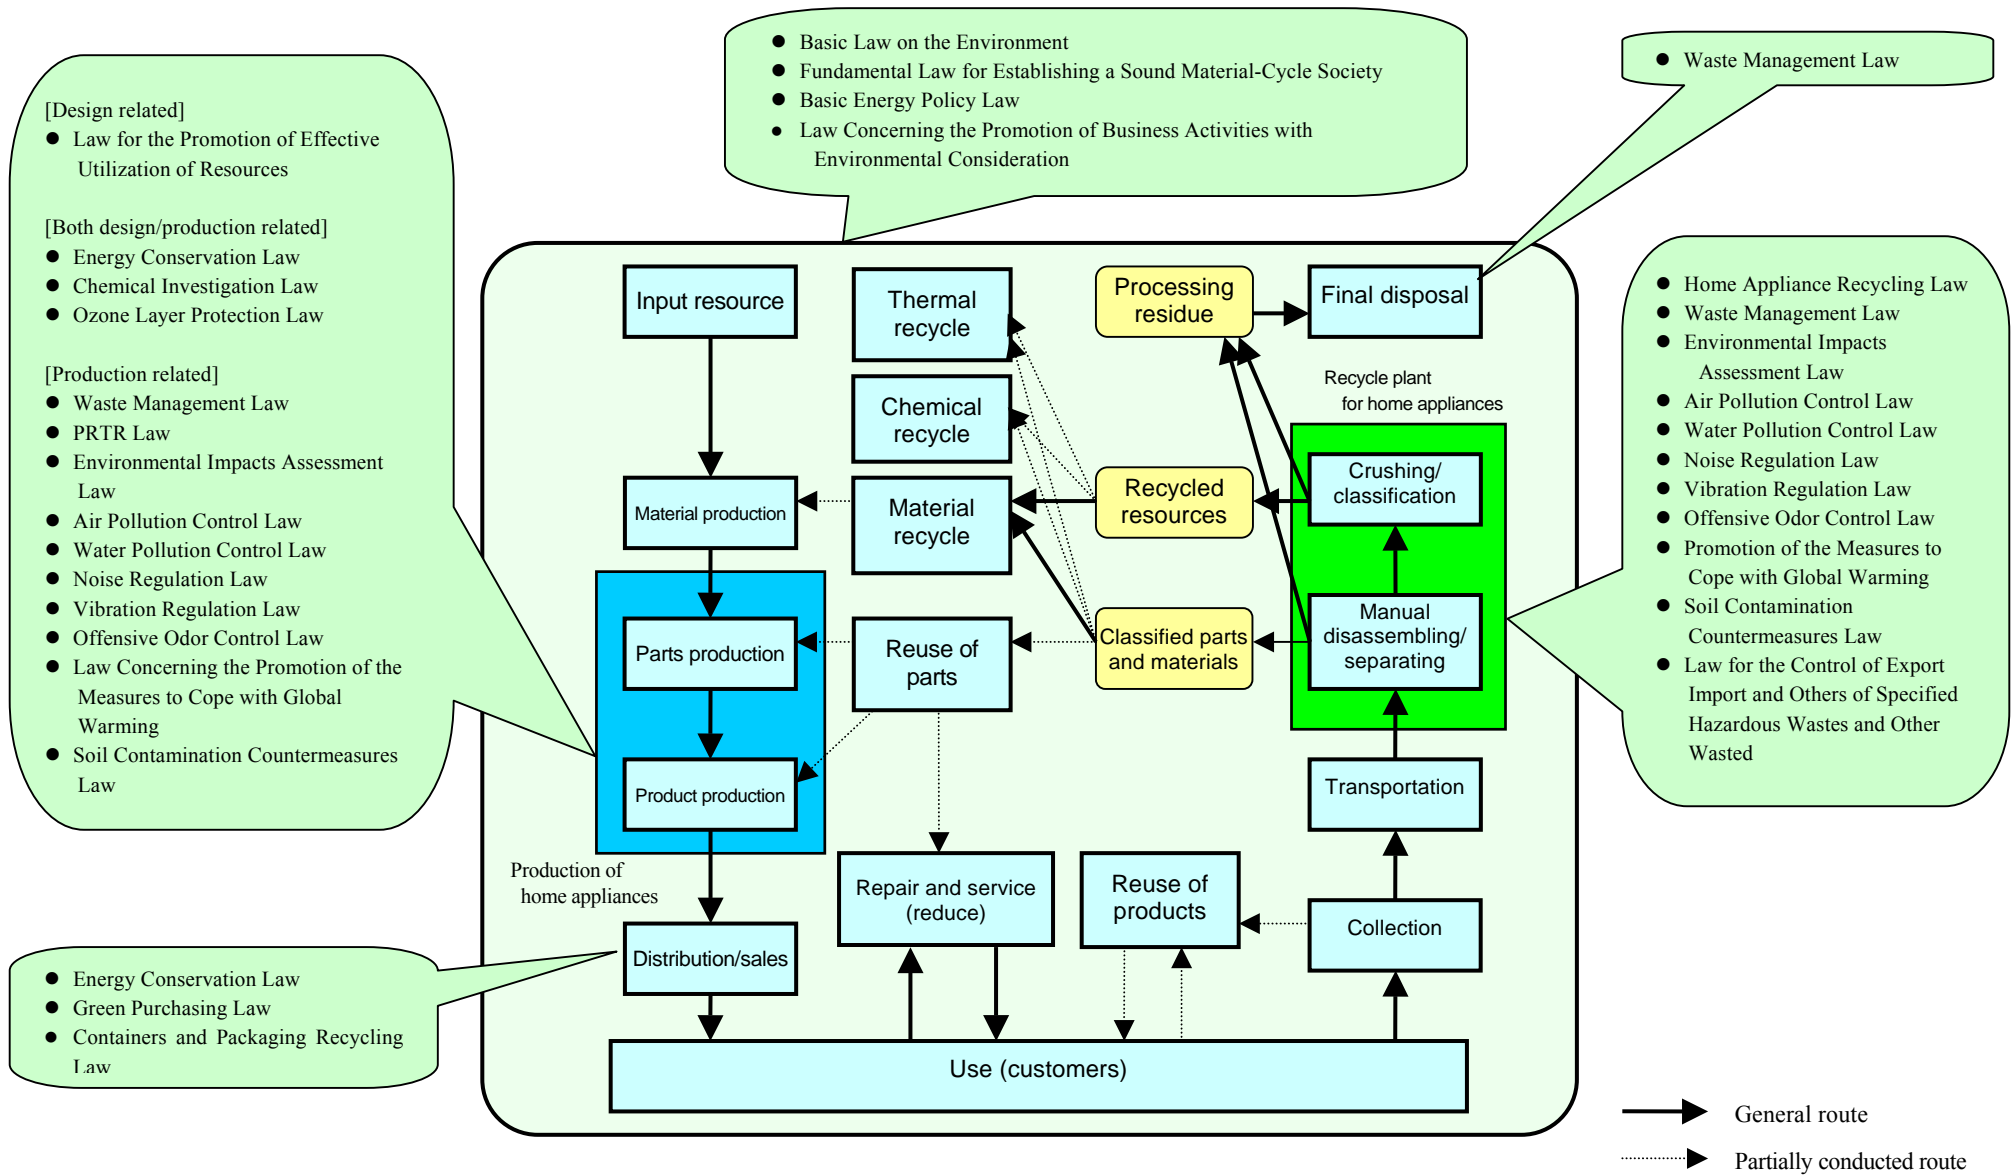 ● Basic Law on the Environment
● Fundamental Law for Establishing a Sound Material-Cycle Society
● Basic Energy Policy Law
● Law Concerning the Promotion of Business Activities with
Environmental Consideration
● Waste Management Law
[Design related]
● Law for the Promotion of Effective
Utilization of Resources
[Both design/production related]
● Energy Conservation Law
● Chemical Investigation Law
● Ozone Layer Protection Law
[Production related]
● Waste Management Law
● PRTR Law
● Environmental Impacts Assessment
Law
● Air Pollution Control Law
● Water Pollution Control Law
● Noise Regulation Law
● Vibration Regulation Law
● Offensive Odor Control Law
● Law Concerning the Promotion of the
Measures to Cope with Global
Warming
● Soil Contamination Countermeasures
Law
● Energy Conservation Law
● Green Purchasing Law
● Containers and Packaging Recycling
Law
Input resource
Material production
Parts production
Product production
Production of
home appliances
Distribution/sales
Thermal
recycle
Chemical
recycle
Material
recycle
Reuse of
parts
Repair and service
(reduce)
Processing
residue
Recycled
resources
Classified parts
and materials
Reuse of
products
Final disposal
Recycle plant
for home appliances
Crushing/
classification
Manual
disassembling/
separating
Transportation
Collection
Use (customers)
● Home Appliance Recycling Law
● Waste Management Law
● Environmental Impacts
Assessment Law
● Air Pollution Control Law
● Water Pollution Control Law
● Noise Regulation Law
● Vibration Regulation Law
● Offensive Odor Control Law
● Promotion of the Measures to
Cope with Global Warming
● Soil Contamination
Countermeasures Law
● Law for the Control of Export
Import and Others of Specified
Hazardous Wastes and Other
Wasted
General route
Partially conducted route